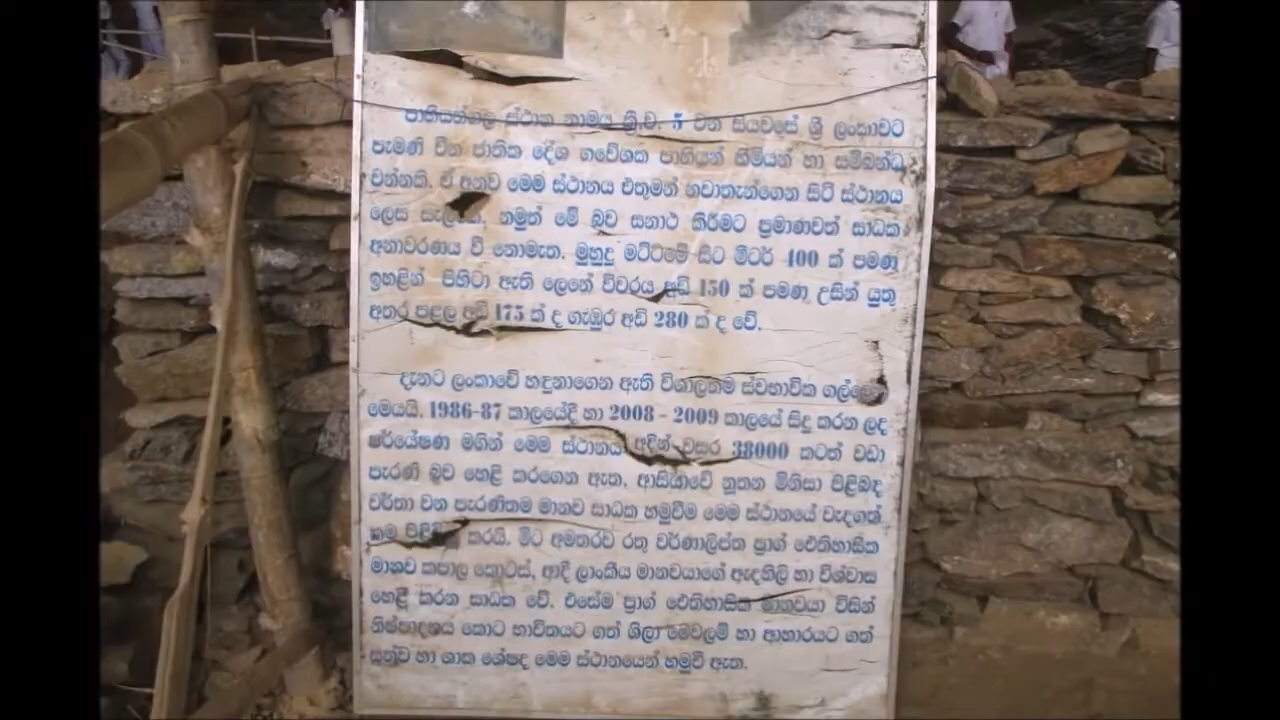 පාහියන්ගල ස්ථාන නාමය ක්‍රි.ව. 5 වන සියවසේ ශ්‍රී ලංකාවට
පැමණි චීන ජාතික දේශ ගවේශක පාහියන් හිමියන් හා සම්බන්ධ
වන්නකි. ඒ අනුව මෙම ස්ථානය එතුමන් නවාතැන්ගෙන සිටි ස්ථානය
ලෙස නමුත් මේ බව සනාථ කිරීමට ප්‍රමාණවත් සාධක
අනාවරණය වී නොමැත. මුහුදු මට්ටමේ සිට මීටර් 400 ක් පමණ
ඉහළින් පිහිටා ඇති ලෙනේ විවරය අඩි 150 ක් පමණ උසින් යුතු
අතර පළල අඩි 175 ක් ද ගැඹුර අඩි 280 ක් ද වේ.
දැනට ලංකාවේ හඳුනාගෙන ඇති විශාලතම ස්වභාවික
මෙයයි. 1986-87 කාලයේදී හා 2008 - 2009 කාලයේ සිදු කරන ලද
පර්යේෂණ මගින් මෙම ස්ථානය අදින් වසර 38000 කටත් වඩා
පැරණි බව හෙළි කරගෙන ඇත. ආසියාවේ නූතන මිනිසා පිළිබඳ
වර්තා වන පැරණිතම මානව සාධක හමුවීම මෙම ස්ථානයේ වැදගත්
කම කරයි. මීට අමතරව රතු වර්ණාලිප්ත ප්‍රාග් ඓතිහාසික
මානව කපාල කොටස්, ආදී ලාංකීය මානවයාගේ ඇදහිලි හා විශ්වාස
හෙළි කරන සාධක වේ. එසේම ප්‍රාග් ඓතිහාසික මානවයා විසින්
නිෂ්පාදනය කොට භාවිතයට ගත් ශිලා මෙවලම් හා ආහාරයට ගත්
සත්ව හා ශාක ශේෂද මෙම ස්ථානයෙන් හමුවී ඇත.